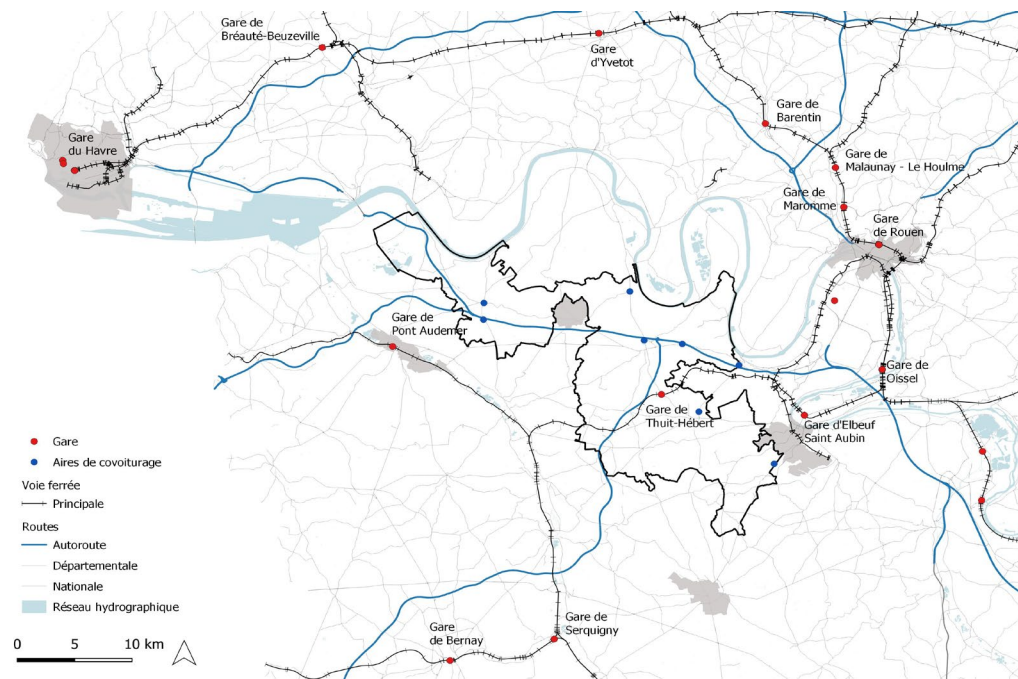 Gare de
Bréauté-Beuzeville
Gare
d'Yvetot
Gare de
Barentin
Gare
du Havre
Gare de
Malaunay - Le Houlme
Gare de
Maromme
Gare
de Rouen
Gare de
Pont Audemer
Gare de
Oissel
Gare de
Thuit-Hébert
Gare d'Elbeuf
Saint Aubin
Gare
Aires de covoiturage
Voie ferrée
Principale
Routes
Autoroute
Départementale
Nationale
Réseau hydrographique
Gare
de Bernay
Gare de
Serquigny
0 5 10 km